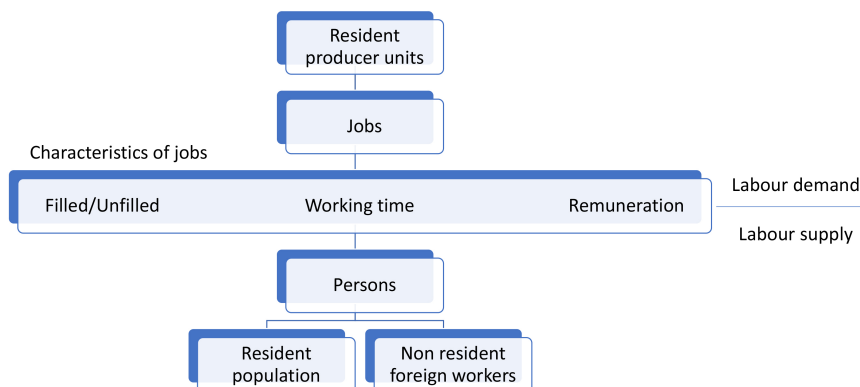 Resident
producer units
Jobs
Characteristics of jobs
Filled/Unfilled Working time Remuneration
Labour demand
Labour supply
Persons
Resident
population
Non resident
foreign workers